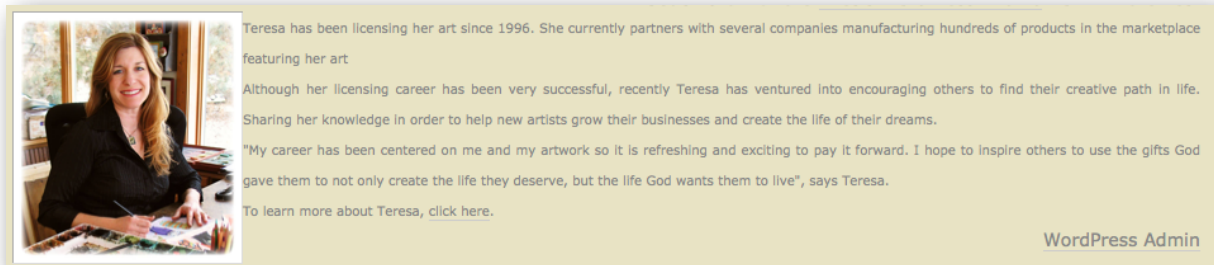 Teresa has been licensing her art since 1996. She currently partners with several companies manufacturing hundreds of products in the marketplace
featuring her art
Although her licensing career has been very successful, recently Teresa has ventured into encouraging others to find their creative path in life.
Sharing her knowledge in order to help new artists grow their businesses and create the life of their dreams.
"My career has been centered on me and my artwork so it is refreshing and exciting to pay it forward. I hope to inspire others to use the gifts God
gave them to not only create the life they deserve, but the life God wants them to live", says Teresa.
To learn more about Teresa, click here.
WordPress Admin